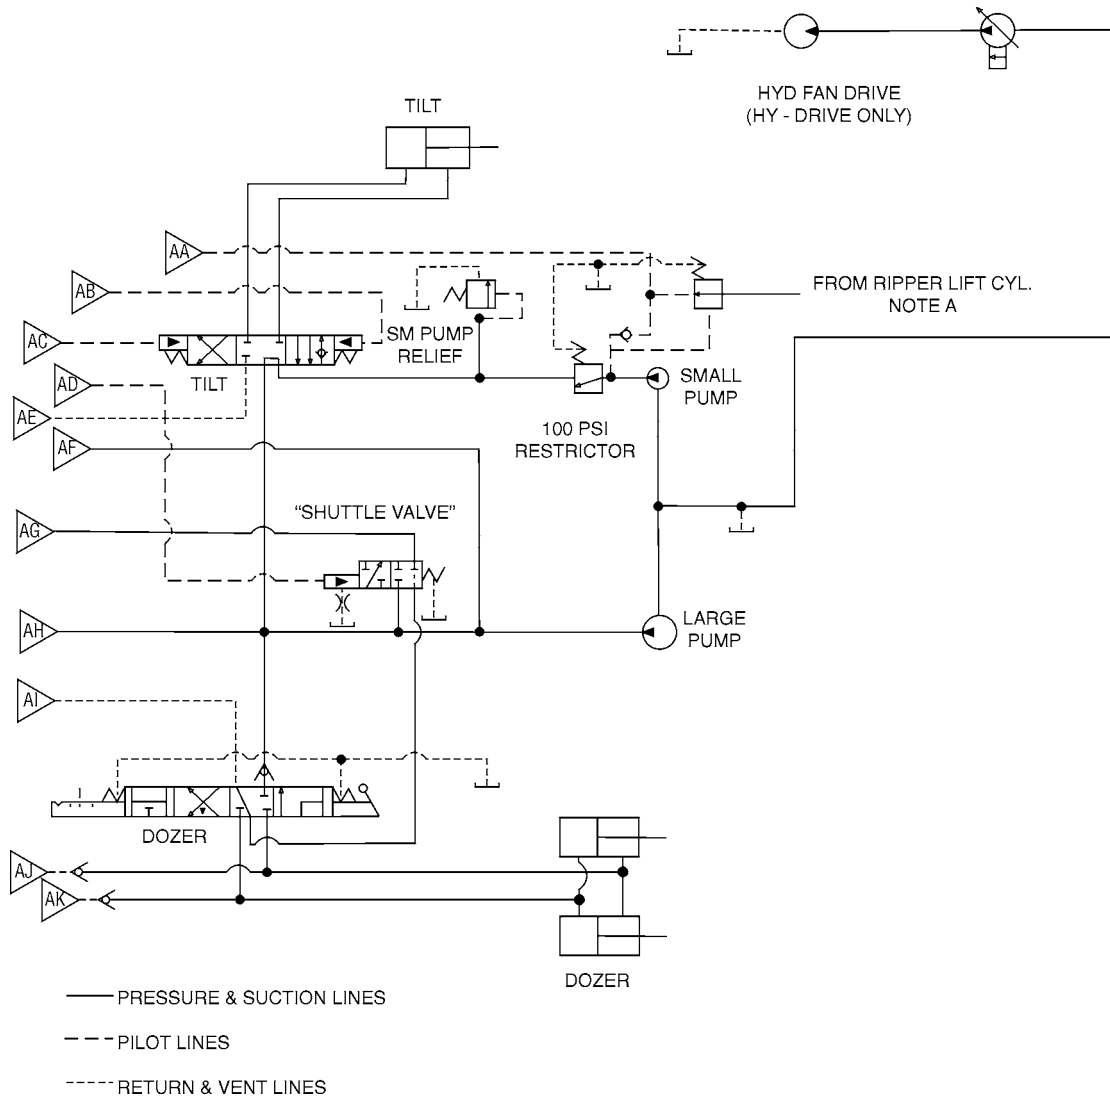 HYD FAN DRIVE
(HY - DRIVE ONLY)
TILT
AA
AB
FROM RIPPER LIFT CYL.
NOTE A
AC
SM PUMP
RELIEF
AD
TILT
SMALL
PUMP
AE
100 PSI
RESTRICTOR
AF
AG
"SHUTTLE VALVE"
AH
LARGE
PUMP
AI
DOZER
AJ
AK
DOZER
PRESSURE & SUCTION LINES
PILOT LINES
RETURN & VENT LINES